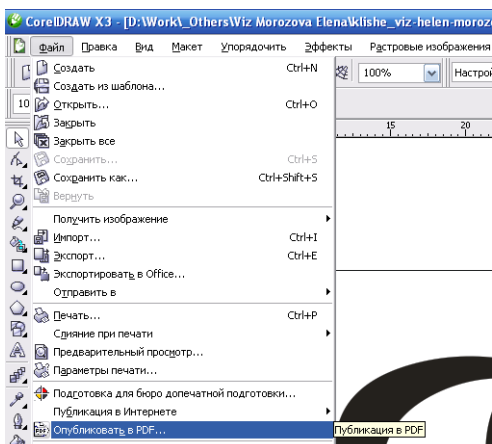 CorelDRAW X3 - [D:\Work\_Others\Viz Morozova Elena\klishe_viz-helen-moroz
Файл Правка Вид Макет Упорядочить Эффекты Растровые изображения
Создать Ctrl+N
100% Настрой
Создать из шаблона...
10 Открыть... Ctrl+O
Закрыть
15 20
Закрыть все
Сохранить... Ctrl+S
Сохранить как... Ctrl+Shift+S
Вернуть
Получить изображение
Импорт... Ctrl+I
Экспорт... Ctrl+E
Экспортировать в Office...
Отправить в
Печать... Ctrl+P
Слияние при печати
Предварительный просмотр...
Параметры печати...
Подготовка для бюро допечатной подготовки...
Публикация в Интернете
Опубликовать в PDF... Публикация в PDF